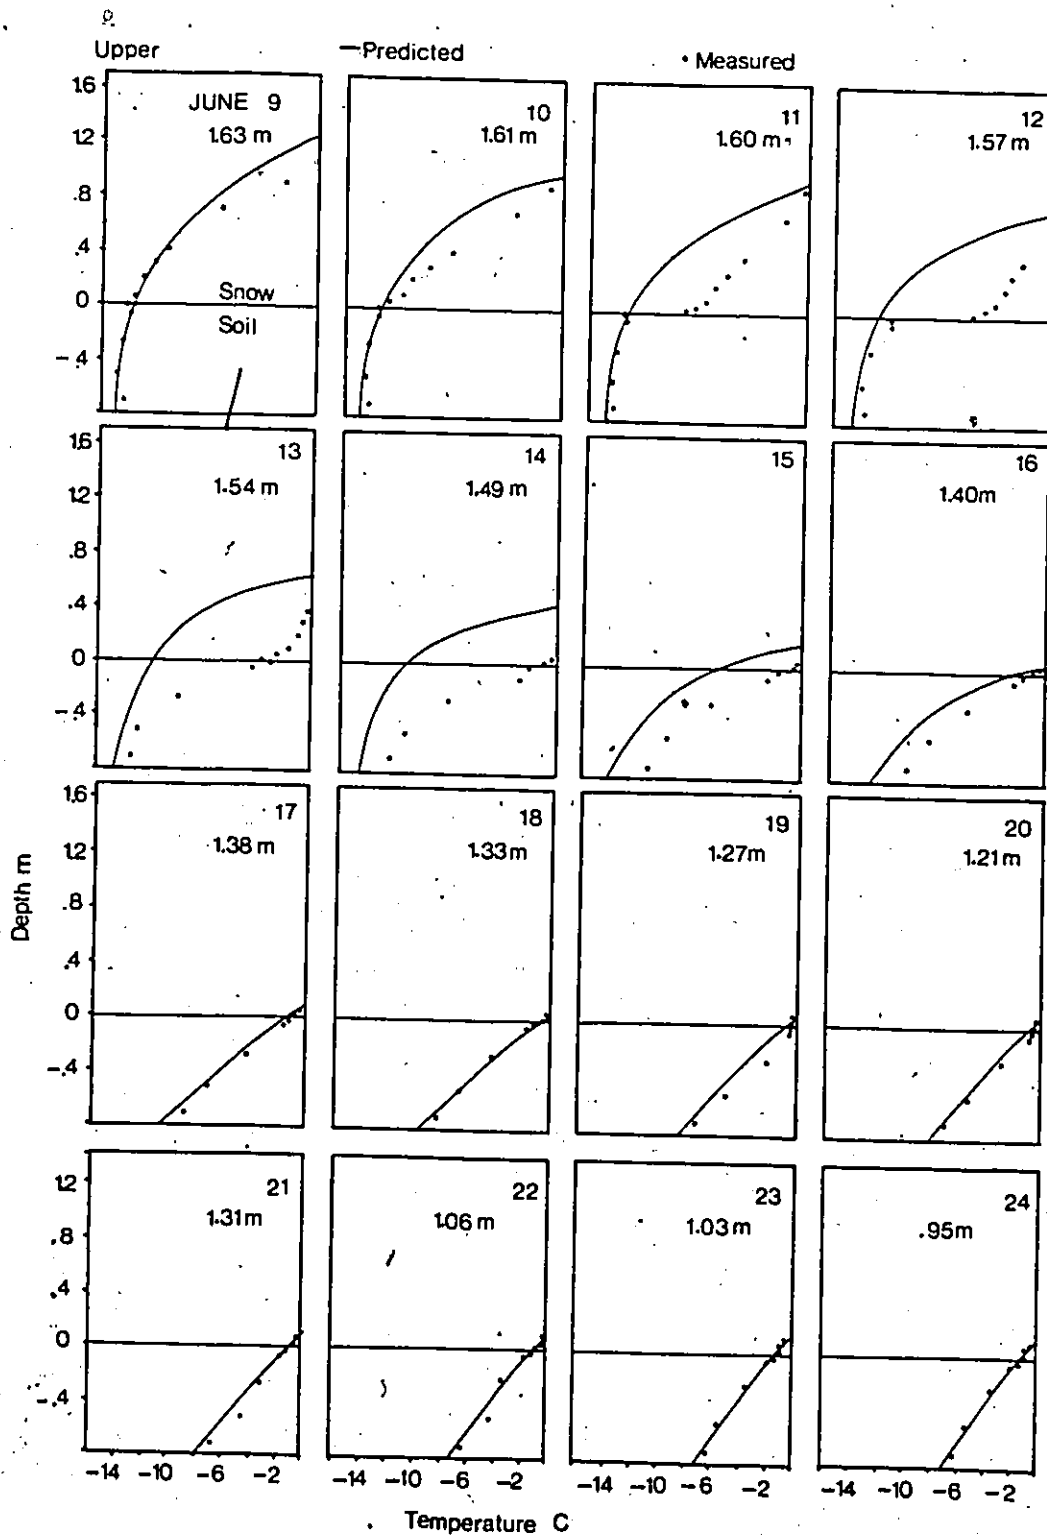 Upper —Predicted • Measured
1.6 JUNE 9 10 11 12
1.2 1.63 m 1.61 m 1.60 m 1.57m
.8
.4
0 Snow
Soil
-.4
1.6 13 14 15 16
1.2 1.54 m 1.49 m 1.40m
.8
.4
0
-.4
1.6 17 18 19 20
1.2 1.38 m 1.33m 1.27m 1.21m
.8
.4
0
-.4
Depth m
1.2 21 22 23 24
.8 1.31m 1.06 m 1.03m .95m
.4
0
-.4
-14 -10 -6 -2 -14 -10 -6 -2 -14 -10 -6 -2 -14 -10 -6 -2
Temperature C